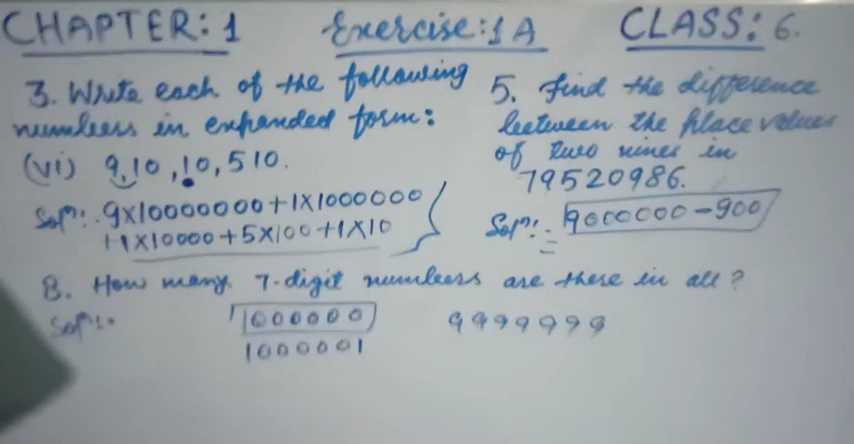 CHAPTER: 1 Exercise: 1A CLASS: 6.
3. Write each of the following
numbers in expanded form:
(vi) 9,10,10,510.
Solⁿ:. 9X10000000+1X1000000
+1X10000+5X100+1X10
5. Find the difference
between the place values
of two nines in
79520986.
Solⁿ:- 9000000-900
8. How many 7-digit numbers are there in all?
Solⁿ:. 1000000 9999999
1000001